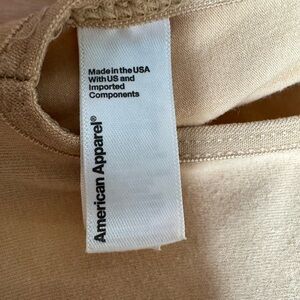 Made in the USA
With US and
Imported
Components
American Apparel®